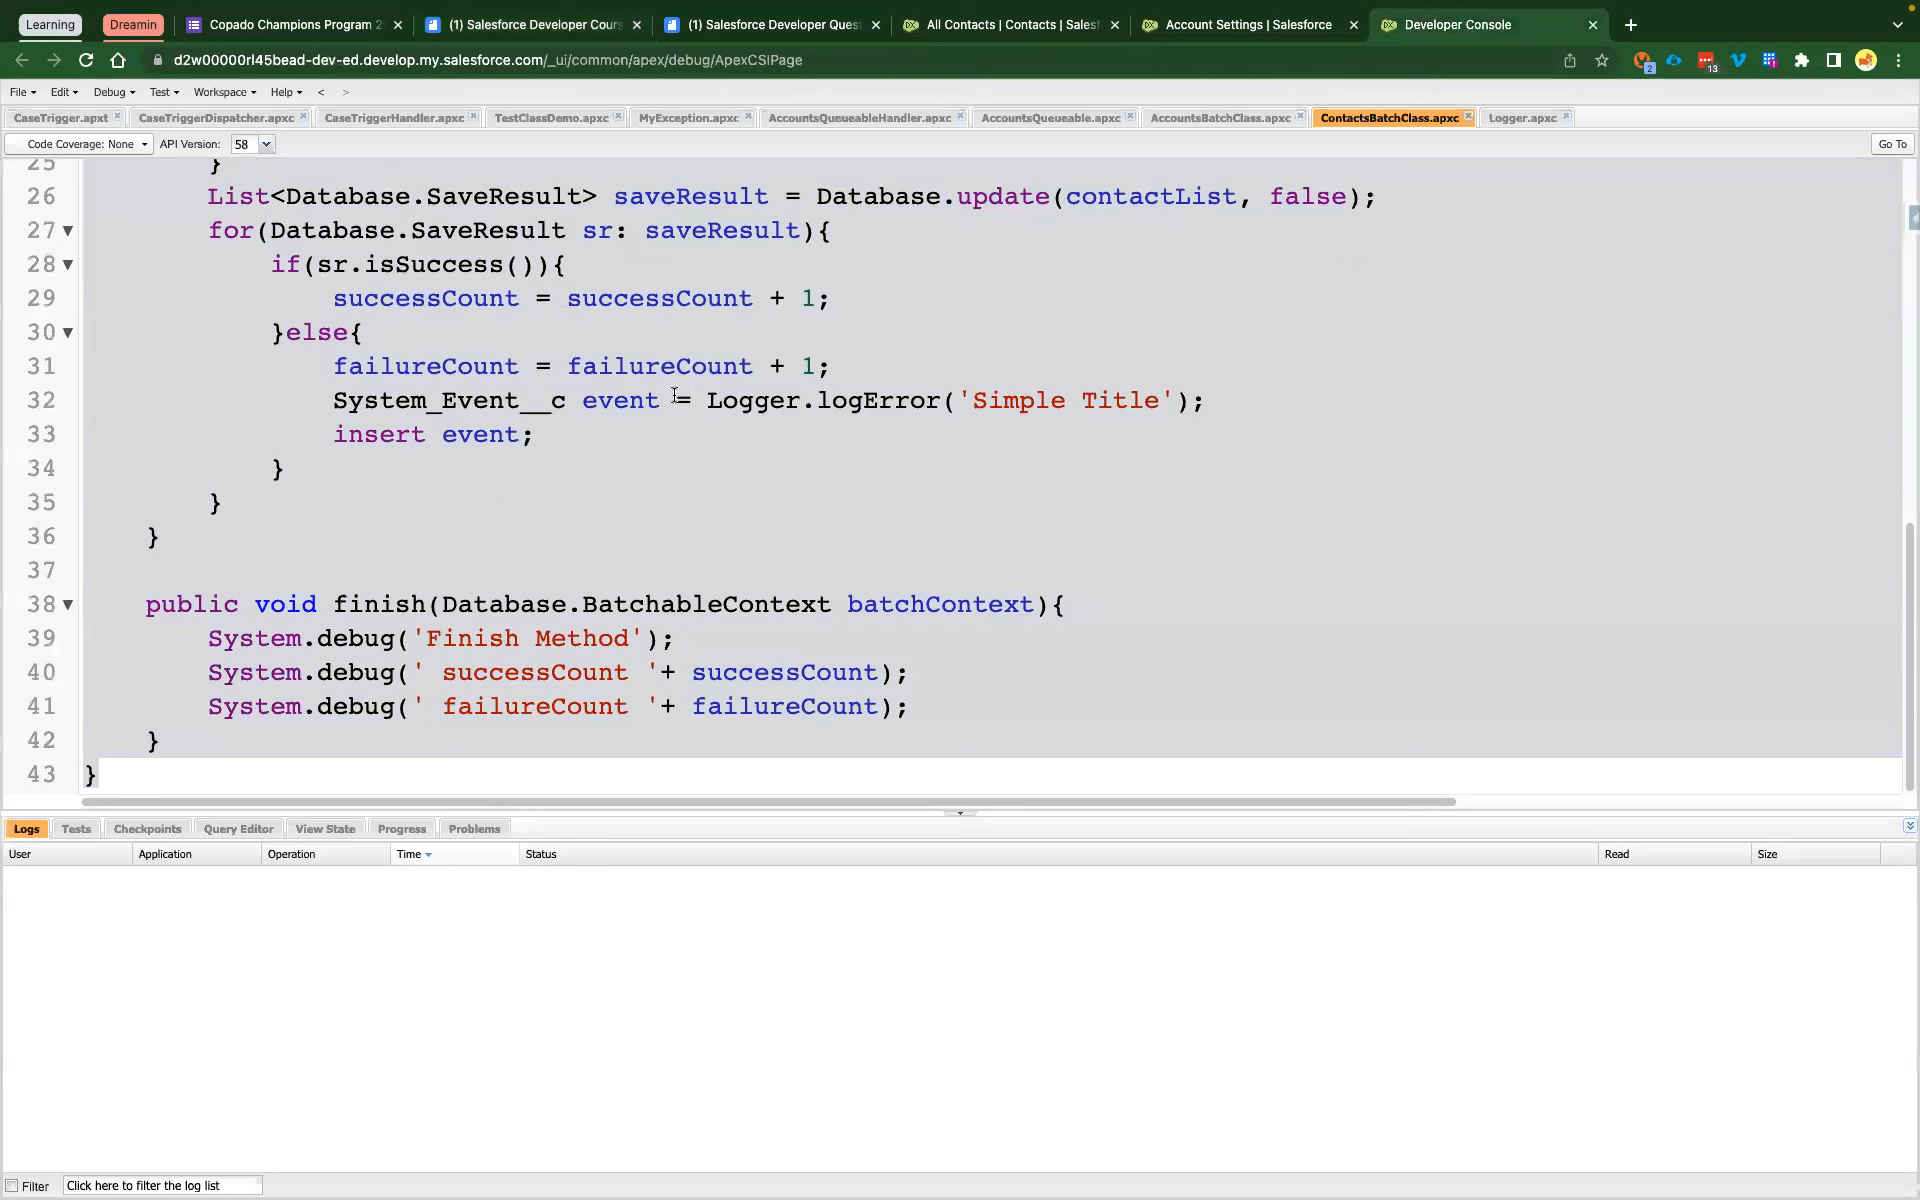 Learning
Dreamin
Copado Champions Program 2
(1) Salesforce Developer Cours
(1) Salesforce Developer Quest
All Contacts | Contacts | Salesf
Account Settings | Salesforce
Developer Console
d2w00000rl45bead-dev-ed.develop.my.salesforce.com/_ui/common/apex/debug/ApexCSIPage
2
13
File
Edit
Debug
Test
Workspace
Help
<
>
CaseTrigger.apxt
CaseTriggerDispatcher.apxc
CaseTriggerHandler.apxc
TestClassDemo.apxc
MyException.apxc
AccountsQueueableHandler.apxc
AccountsQueueable.apxc
AccountsBatchClass.apxc
ContactsBatchClass.apxc
Logger.apxc
Code Coverage: None
API Version:
58
Go To
25 }
26 List<Database.SaveResult> saveResult = Database.update(contactList, false);
27 for(Database.SaveResult sr: saveResult){
28 if(sr.isSuccess()){
29 successCount = successCount + 1;
30 }else{
31 failureCount = failureCount + 1;
32 System_Event__c event = Logger.logError('Simple Title');
33 insert event;
34 }
35 }
36 }
37
38 public void finish(Database.BatchableContext batchContext){
39 System.debug('Finish Method');
40 System.debug(' successCount '+ successCount);
41 System.debug(' failureCount '+ failureCount);
42 }
43 }
Logs
Tests
Checkpoints
Query Editor
View State
Progress
Problems
User
Application
Operation
Time
Status
Read
Size
Filter
Click here to filter the log list